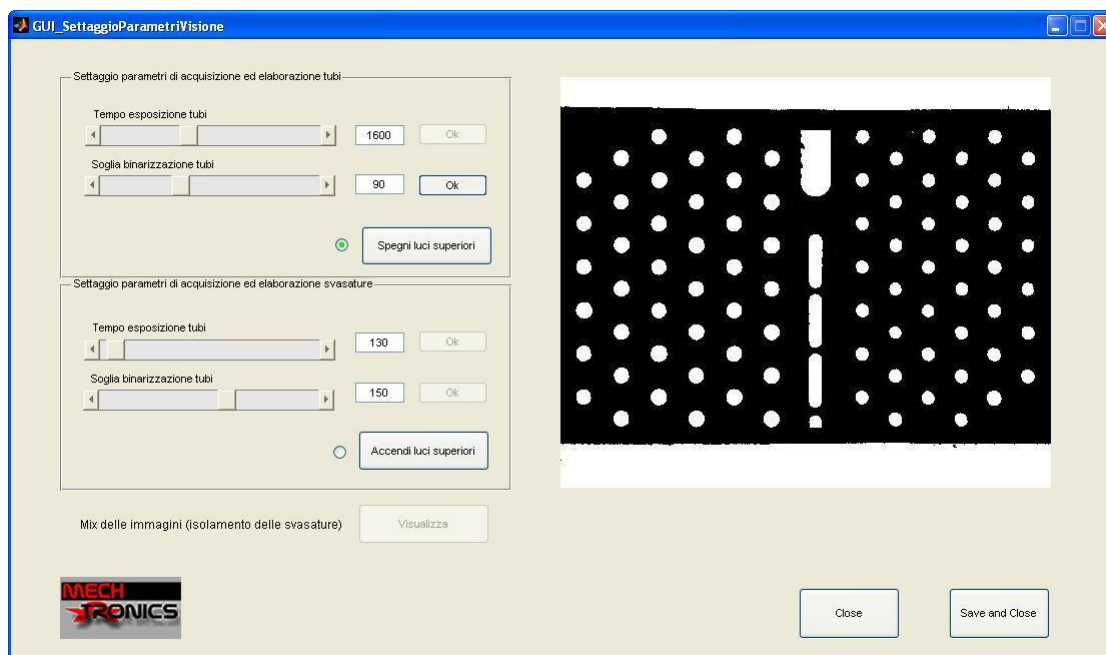 GUI_SettaggioParametriVisione
Settaggio parametri di acquisizione ed elaborazione tubi
Tempo esposizione tubi
1600 Ok
Soglia binarizzazione tubi
90 Ok
Spegni luci superiori
Settaggio parametri di acquisizione ed elaborazione svasature
Tempo esposizione tubi
130 Ok
Soglia binarizzazione tubi
150 Ok
Accendi luci superiori
Mix delle immagini (isolamento delle svasature) Visualizza
MECH
TRONICS
Close Save and Close